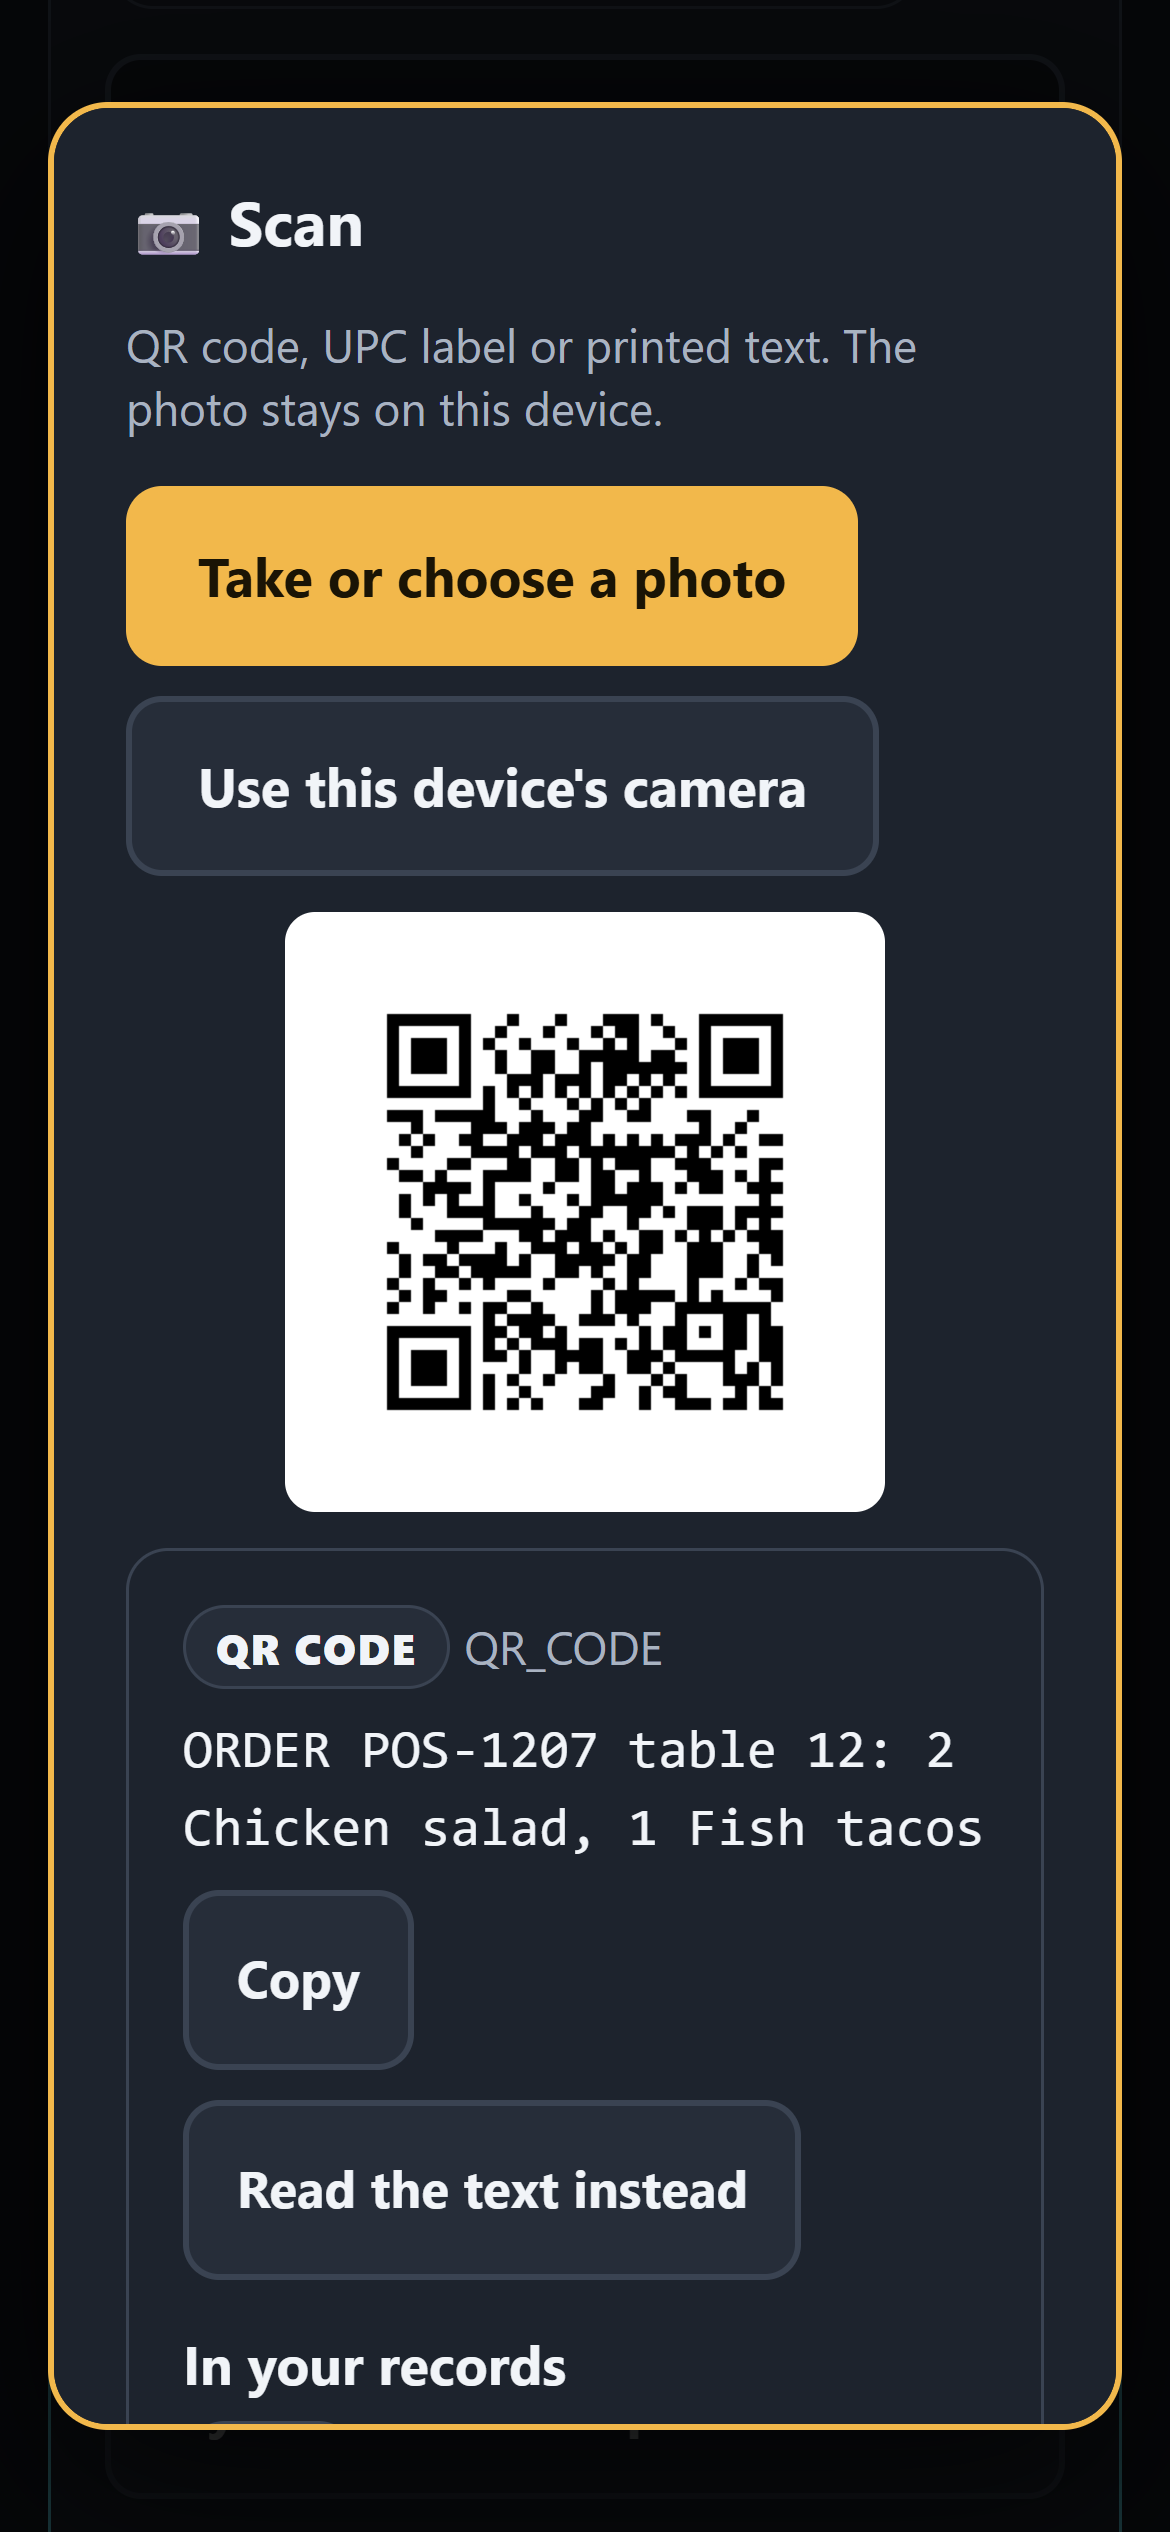 Scan
QR code, UPC label or printed text. The
photo stays on this device.
Take or choose a photo
Use this device's camera
QR CODE QR_CODE
ORDER POS-1207 table 12: 2
Chicken salad, 1 Fish tacos
Copy
Read the text instead
In your records